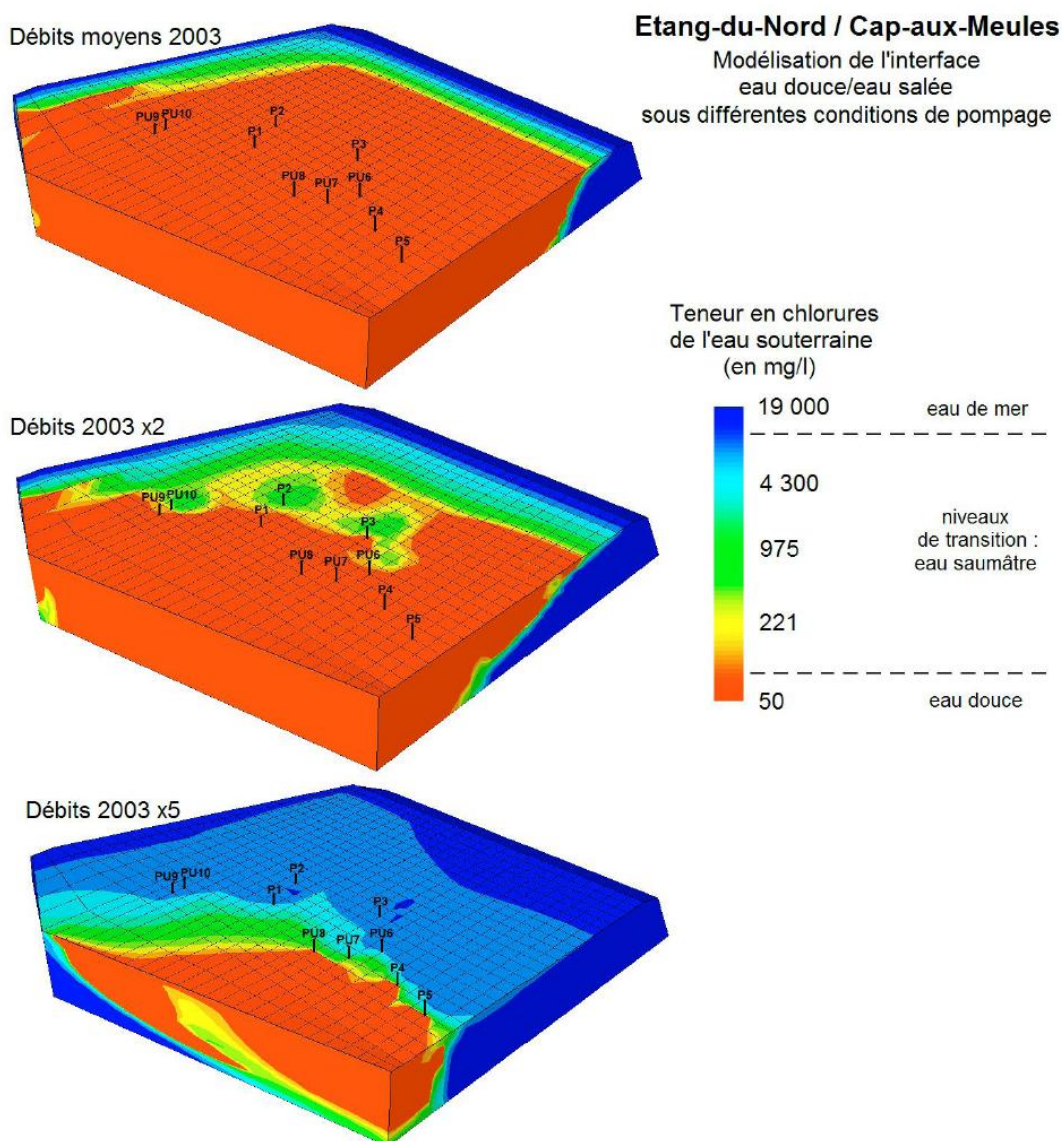 Etang-du-Nord / Cap-aux-Meules
Modélisation de l'interface
eau douce/eau salée
sous différentes conditions de pompage
Débits moyens 2003
PU9
PU10
P2
P1
P3
PU8
PU7
PU6
P4
P5
Débits 2003 x2
PU9
PU10
P2
P1
P3
PU8
PU7
PU6
P4
P5
Débits 2003 x5
PU9
PU10
P2
P1
P3
PU8
PU7
PU6
P4
P5
Teneur en chlorures
de l'eau souterraine
(en mg/l)
19 000
4 300
975
221
50
eau de mer
niveaux
de transition :
eau saumâtre
eau douce